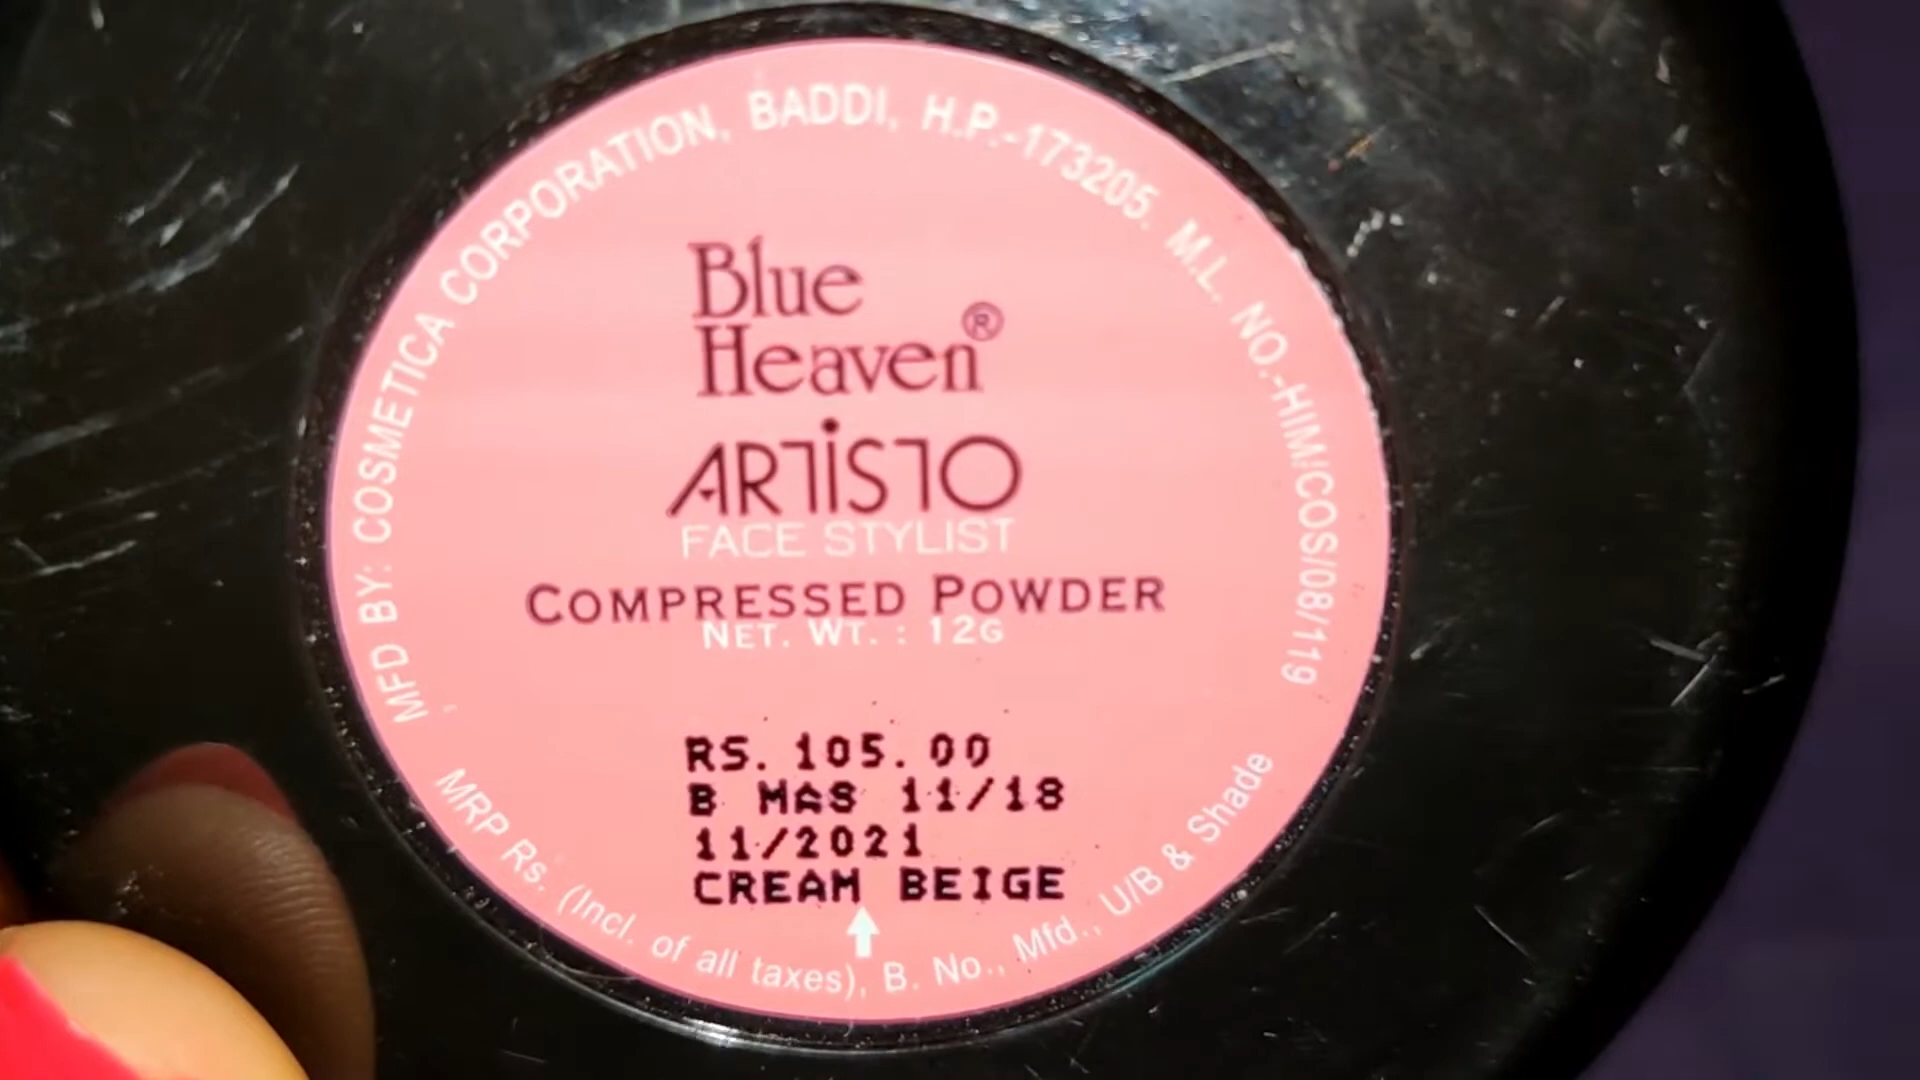 MFD BY: COSMETICA CORPORATION, BADDI, H.P.-173205. M.L. NO.-HIM/COS/08/119
Blue
Heaven®
ARTiSTO
FACE STYLIST
COMPRESSED POWDER
NET. WT. : 12G
RS. 105.00
B MAS 11/18
11/2021
CREAM BEIGE
MRP Rs. (Incl. of all taxes), B. No., Mfd., U/B & Shade